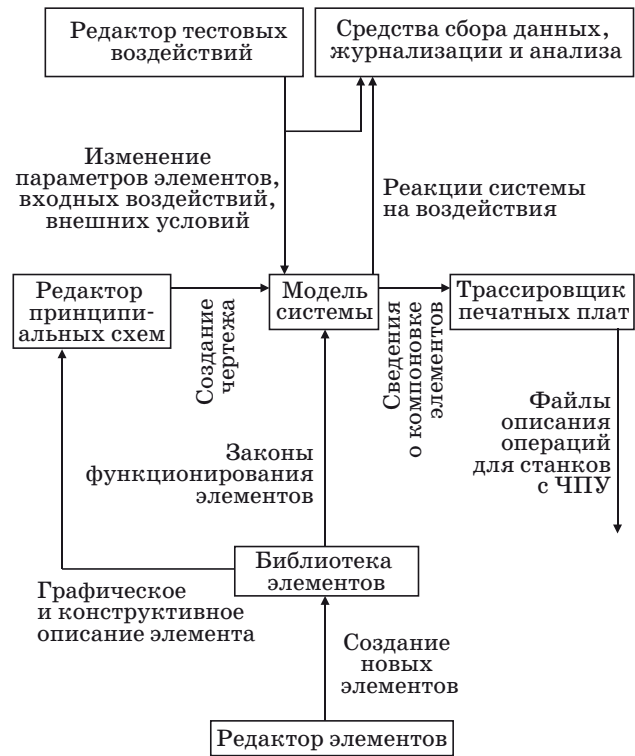 Редактор тестовых
воздействий
Средства сбора данных,
журнализации и анализа
Изменение
параметров элементов,
входных воздействий,
внешних условий
Реакции системы
на воздействия
Редактор
принципи-
альных схем
Создание
чертежа
Модель
системы
Сведения
о компоновке
элементов
Трассировщик
печатных плат
Файлы
описания
операций
для станков
с ЧПУ
Законы
функционирования
элементов
Библиотека
элементов
Графическое
и конструктивное
описание элемента
Создание
новых
элементов
Редактор элементов